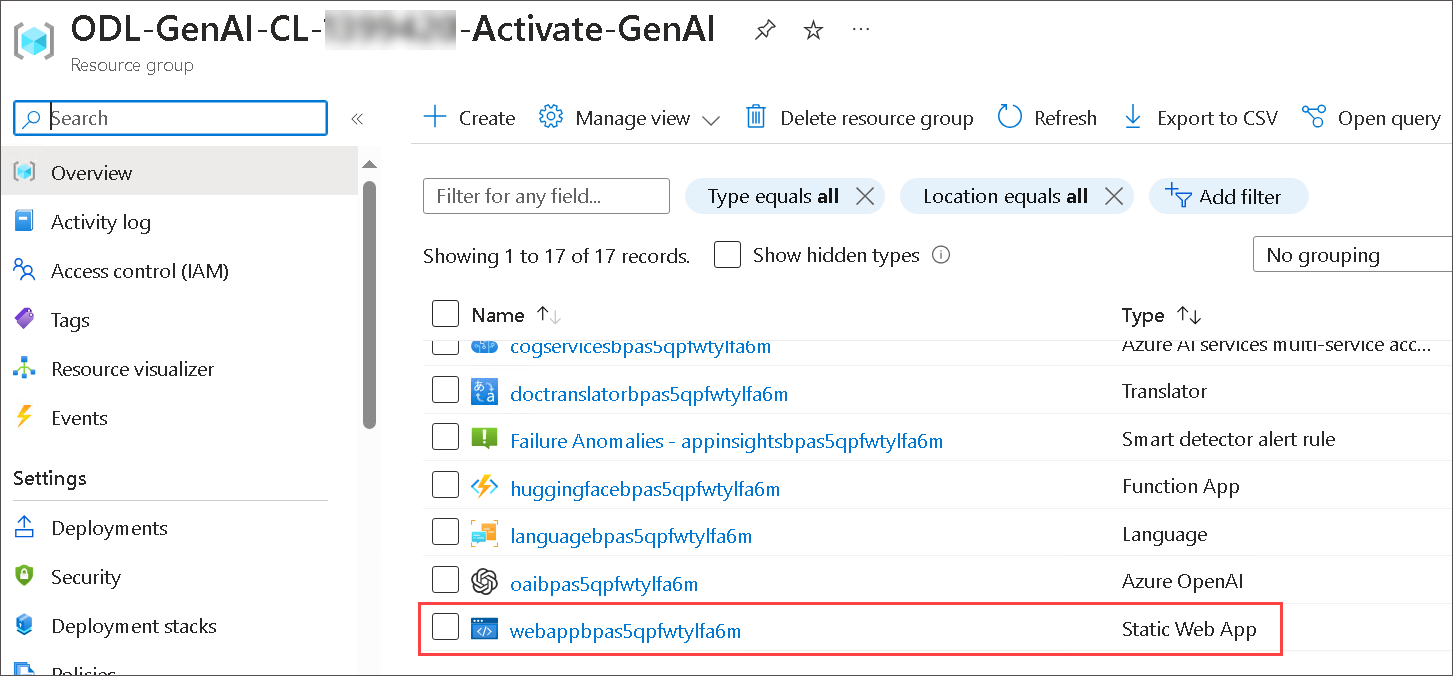 ODL-GenAI-CL- -Activate-GenAI
Resource group
Search
Create
Manage view
Delete resource group
Refresh
Export to CSV
Open query
Overview
Activity log
Access control (IAM)
Tags
Resource visualizer
Events
Settings
Deployments
Security
Deployment stacks
Policies
Filter for any field...
Type equals all
Location equals all
Add filter
Showing 1 to 17 of 17 records.
Show hidden types
No grouping
Name Type
cogservicesbpas5qpfwtylfa6m Azure AI services multi-service acc...
doctranslatorbpas5qpfwtylfa6m Translator
Failure Anomalies - appinsightsbpas5qpfwtylfa6m Smart detector alert rule
huggingfacebpas5qpfwtylfa6m Function App
languagebpas5qpfwtylfa6m Language
oaibpas5qpfwtylfa6m Azure OpenAI
webappbpas5qpfwtylfa6m Static Web App